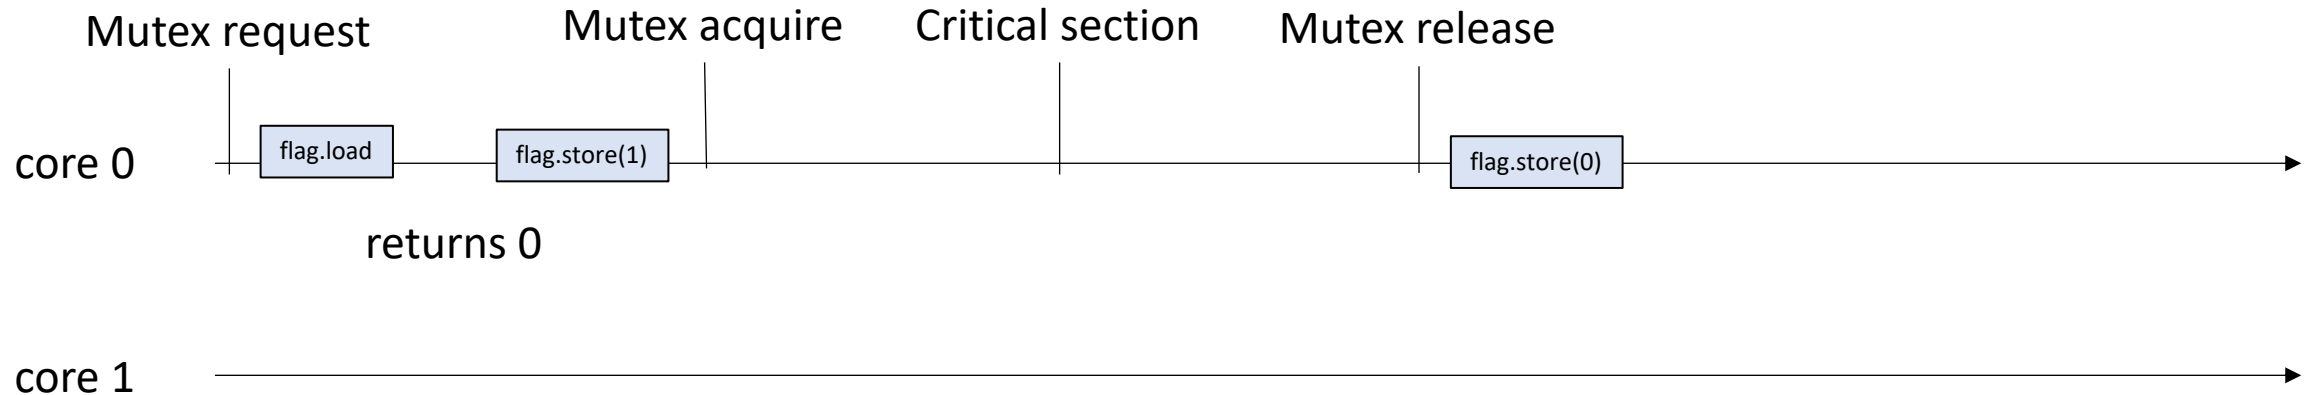 Mutex request
Mutex acquire
Critical section
Mutex release
core 0
flag.load
flag.store(1)
flag.store(0)
returns 0
core 1